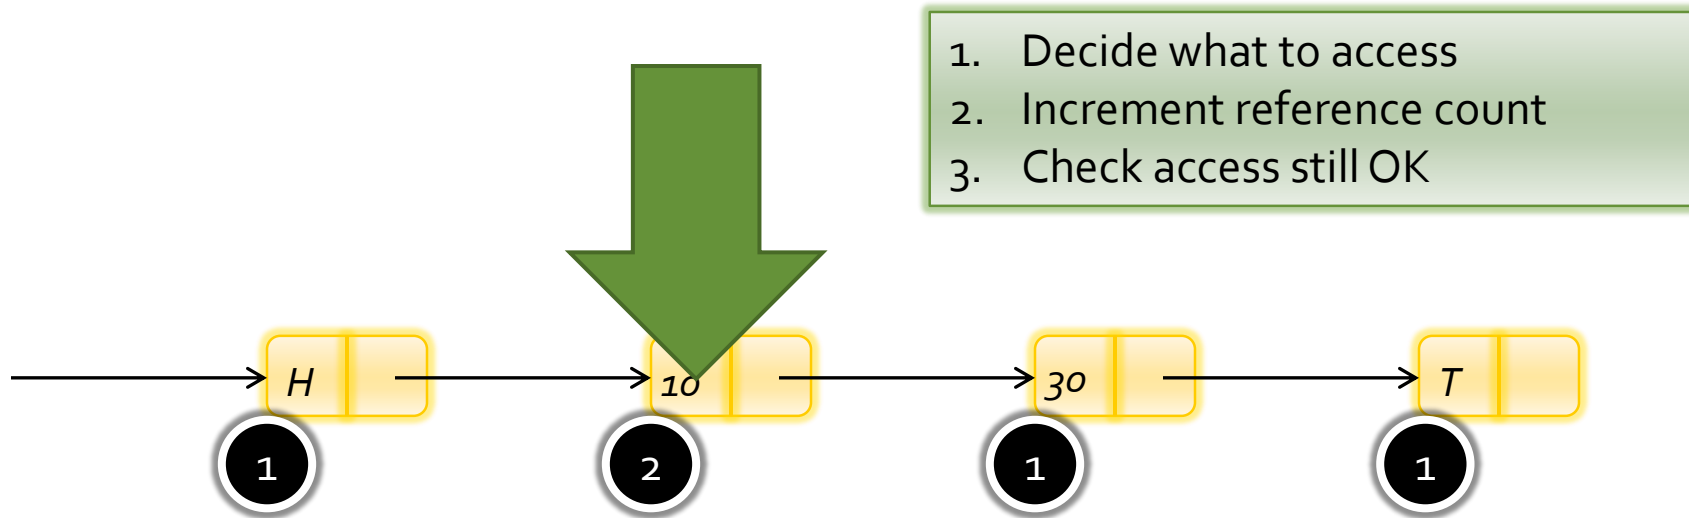 1. Decide what to access
2. Increment reference count
3. Check access still OK
H 10 30 T
1 2 1 1